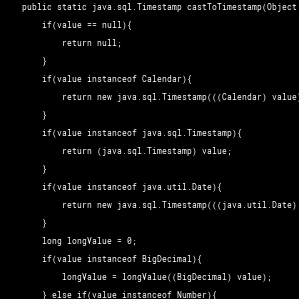 public static java.sql.Timestamp castToTimestamp(Object
if(value == null){
return null;
}
if(value instanceof Calendar){
return new java.sql.Timestamp(((Calendar) value)
}
if(value instanceof java.sql.Timestamp){
return (java.sql.Timestamp) value;
}
if(value instanceof java.util.Date){
return new java.sql.Timestamp(((java.util.Date)
}
long longValue = 0;
if(value instanceof BigDecimal){
longValue = longValue((BigDecimal) value);
} else if(value instanceof Number){